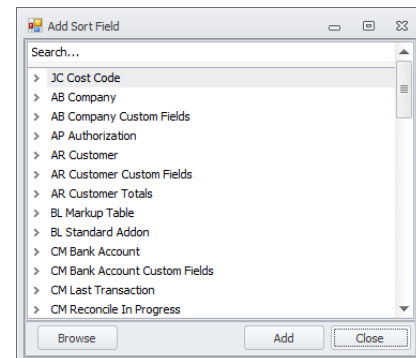 Add Sort Field
Search...
JC Cost Code
AB Company
AB Company Custom Fields
AP Authorization
AR Customer
AR Customer Custom Fields
AR Customer Totals
BL Markup Table
BL Standard Addon
CM Bank Account
CM Bank Account Custom Fields
CM Last Transaction
CM Reconcile In Progress
Browse Add Close